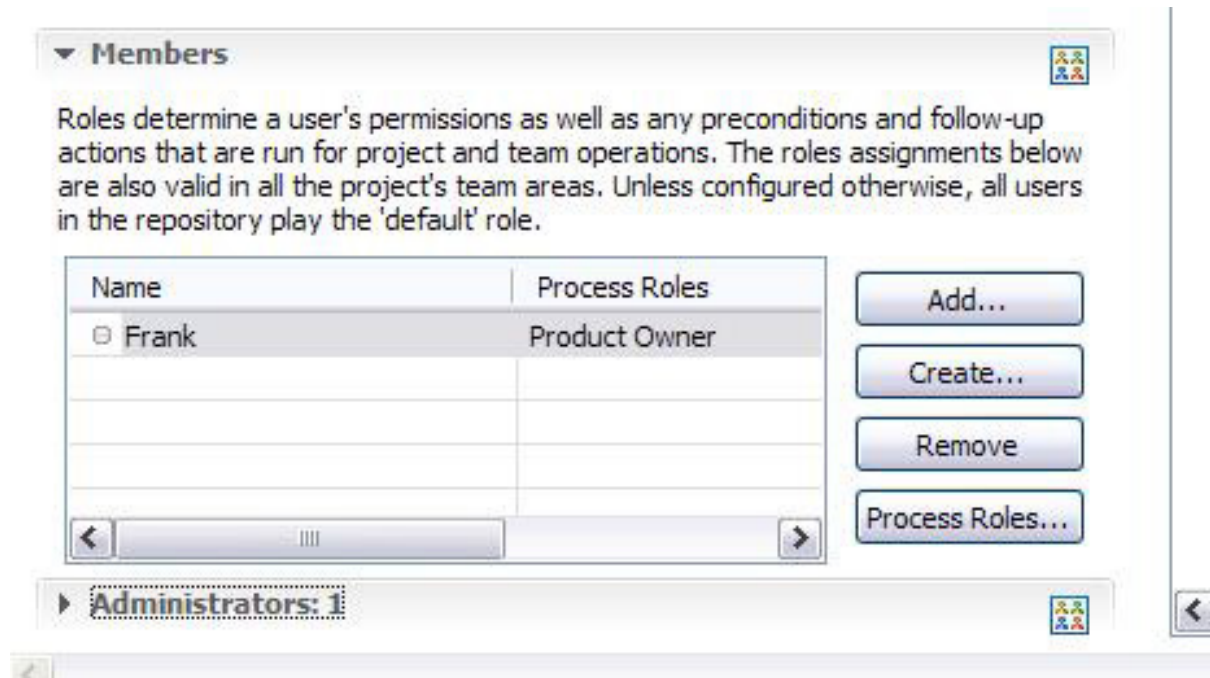 Members
Roles determine a user's permissions as well as any preconditions and follow-up
actions that are run for project and team operations. The roles assignments below
are also valid in all the project's team areas. Unless configured otherwise, all users
in the repository play the 'default' role.
Name Process Roles
Frank Product Owner
Add...
Create...
Remove
Process Roles...
Administrators: 1